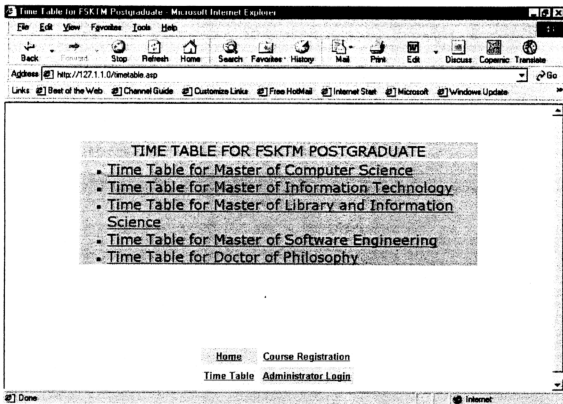 Time Table for FSKTM Postgraduate - Microsoft Internet Explorer
File Edit View Favorites Tools Help
Back Forward Stop Refresh Home Search Favorites History Mail Print Edit Discuss Copernic Translate
Address http://127.1.1.0/timetable.asp Go
Links Best of the Web Channel Guide Customize Links Free HotMail Internet Start Microsoft Windows Update
TIME TABLE FOR FSKTM POSTGRADUATE
Time Table for Master of Computer Science
Time Table for Master of Information Technology
Time Table for Master of Library and Information
Science
Time Table for Master of Software Engineering
Time Table for Doctor of Philosophy
Home Course Registration
Time Table Administrator Login
Done Internet